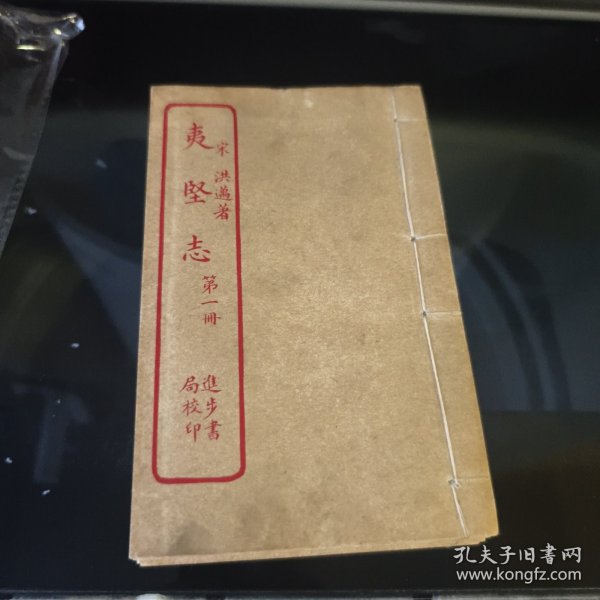 宋 洪邁著
夷堅志
第一冊
進步書
局校印
孔夫子旧书网
www.kongfz.com